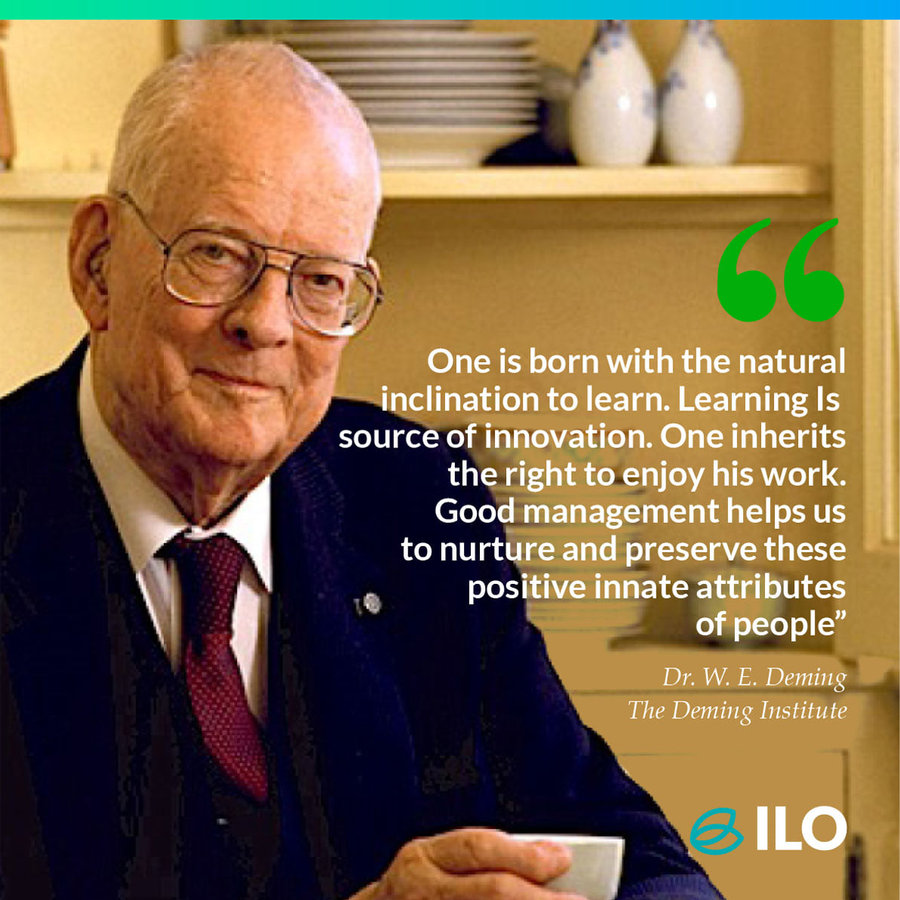 “
One is born with the natural
inclination to learn. Learning Is
source of innovation. One inherits
the right to enjoy his work.
Good management helps us
to nurture and preserve these
positive innate attributes
of people”
Dr. W. E. Deming
The Deming Institute
ILO